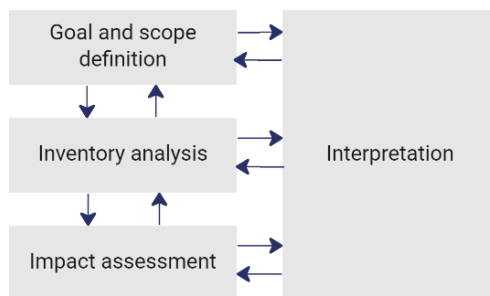 Goal and scope
definition
Inventory analysis
Interpretation
Impact assessment